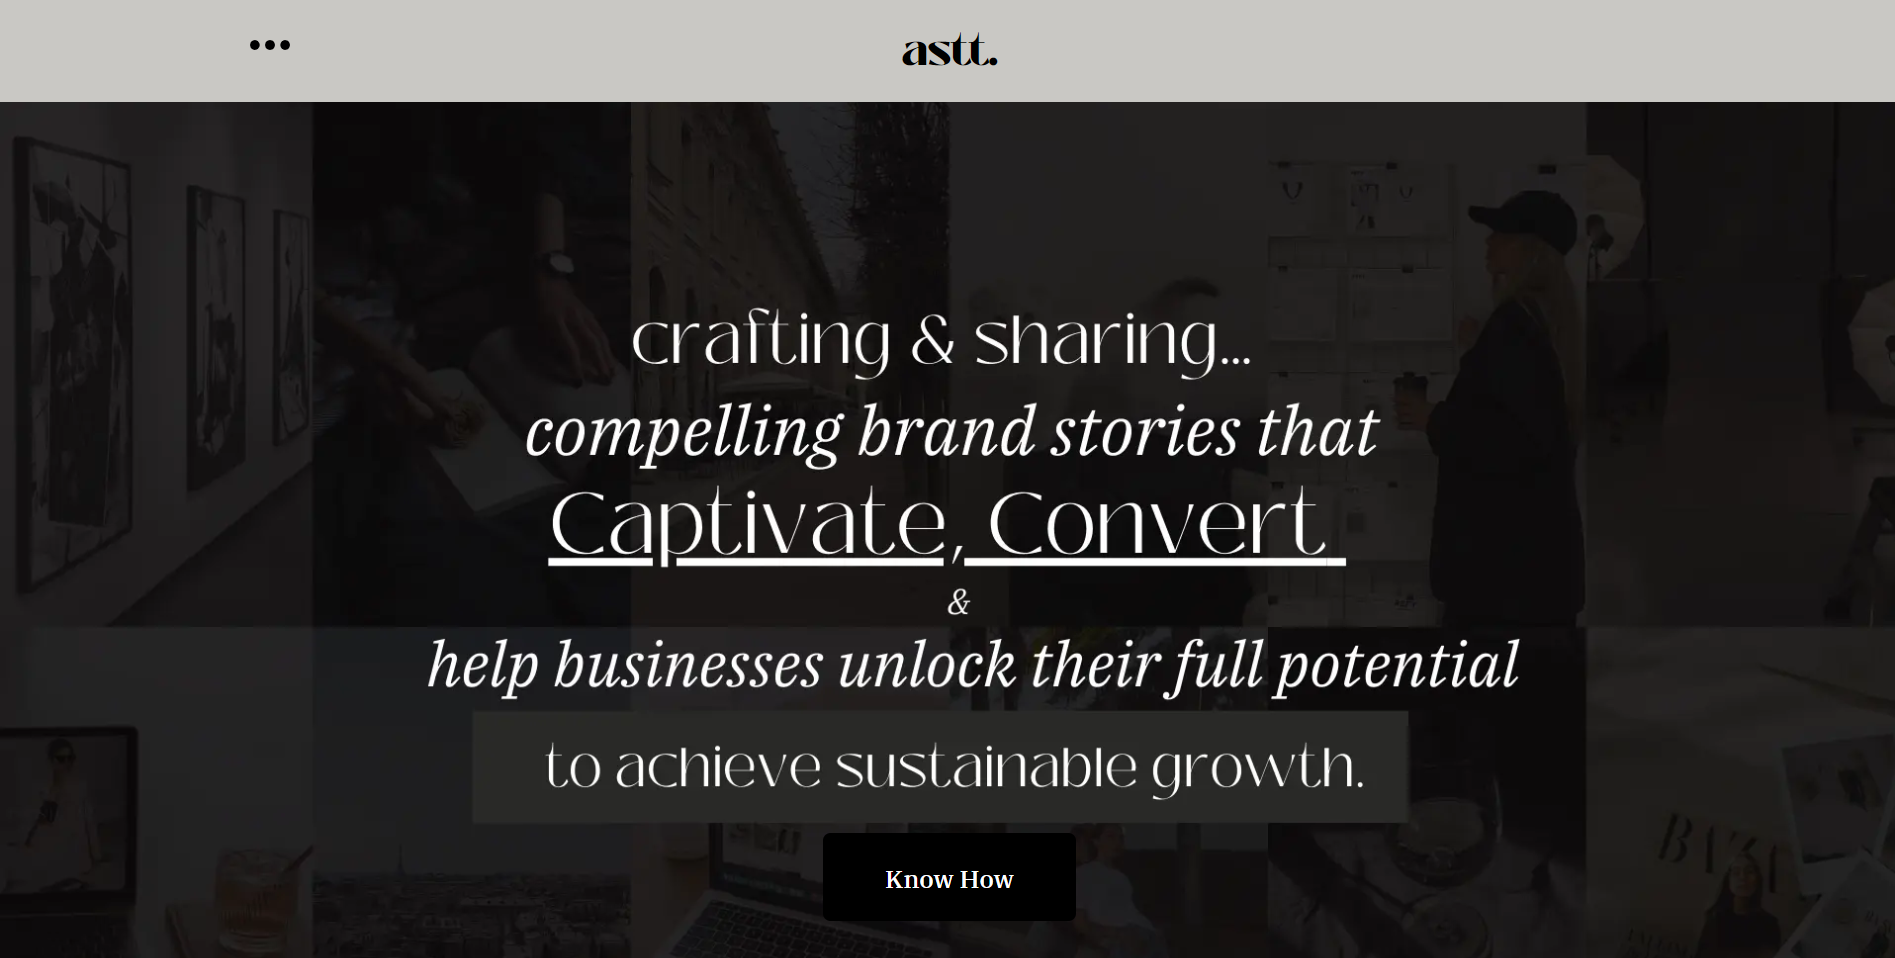 astt.
crafting & sharing...
compelling brand stories that
Captivate, Convert
&
help businesses unlock their full potential
to achieve sustainable growth.
Know How